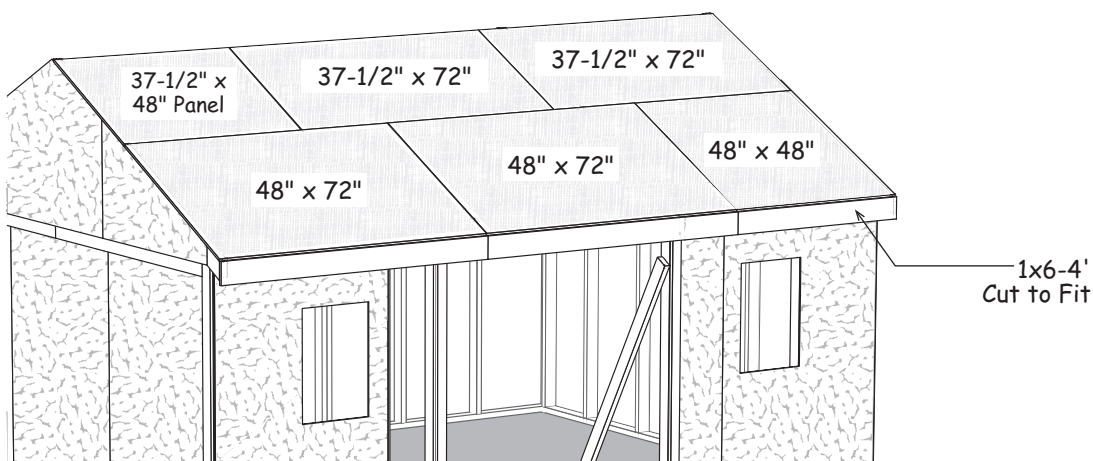 37-1/2" x
48" Panel
37-1/2" x 72"
37-1/2" x 72"
48" x 72"
48" x 72"
48" x 48"
1x6-4'
Cut to Fit